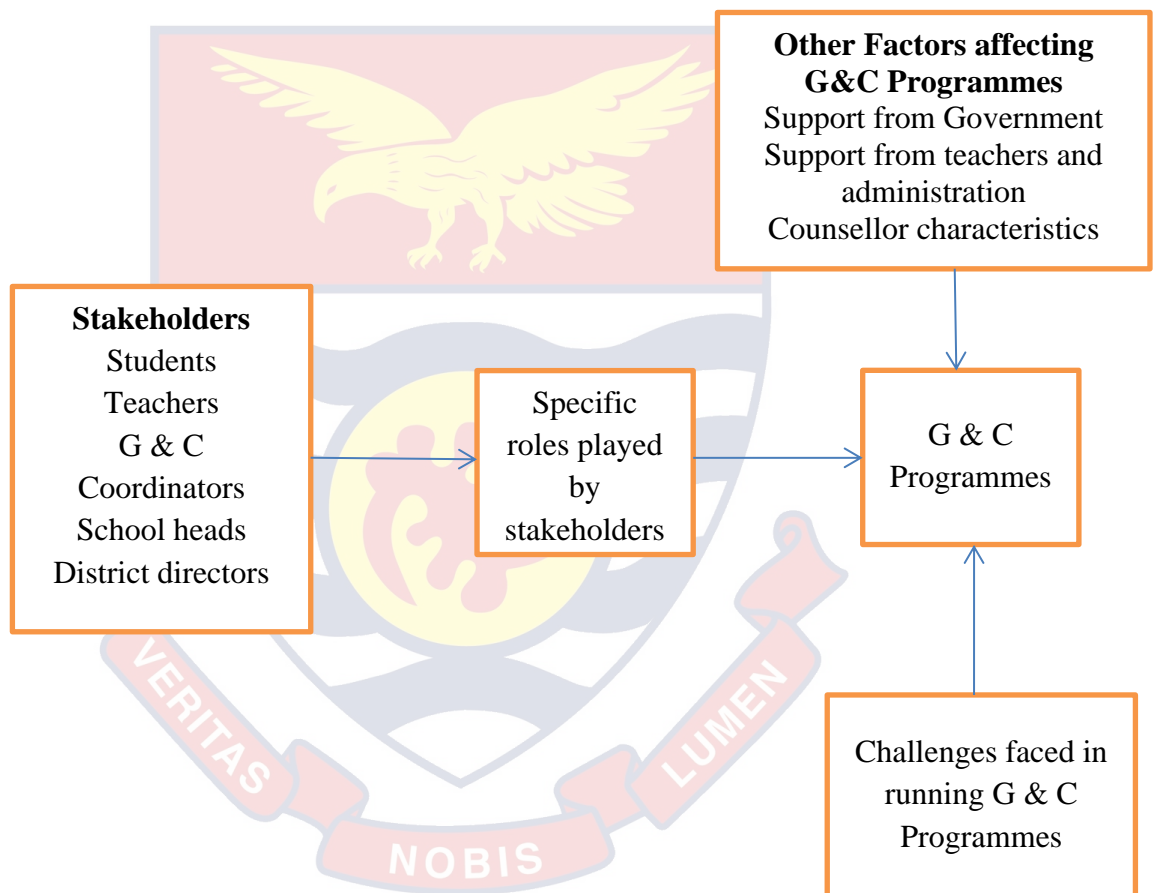 Other Factors affecting
G&C Programmes
Support from Government
Support from teachers and
administration
Counsellor characteristics
Stakeholders
Students
Teachers
G & C
Coordinators
School heads
District directors
Specific
roles played
by
stakeholders
G & C
Programmes
Challenges faced in
running G & C
Programmes
VERITAS
NOBIS
LUMEN